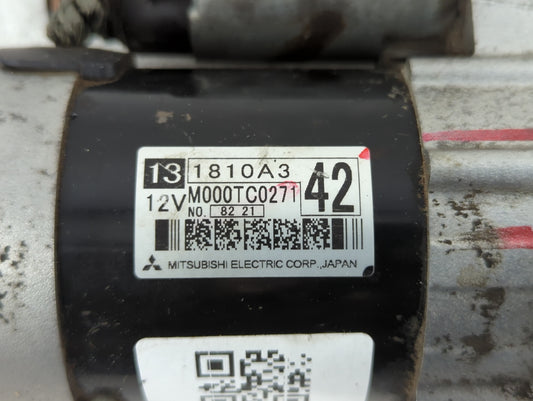 13 1810A3 42
12V M000TC0271
NO. 82 21
MITSUBISHI ELECTRIC CORP.,JAPAN